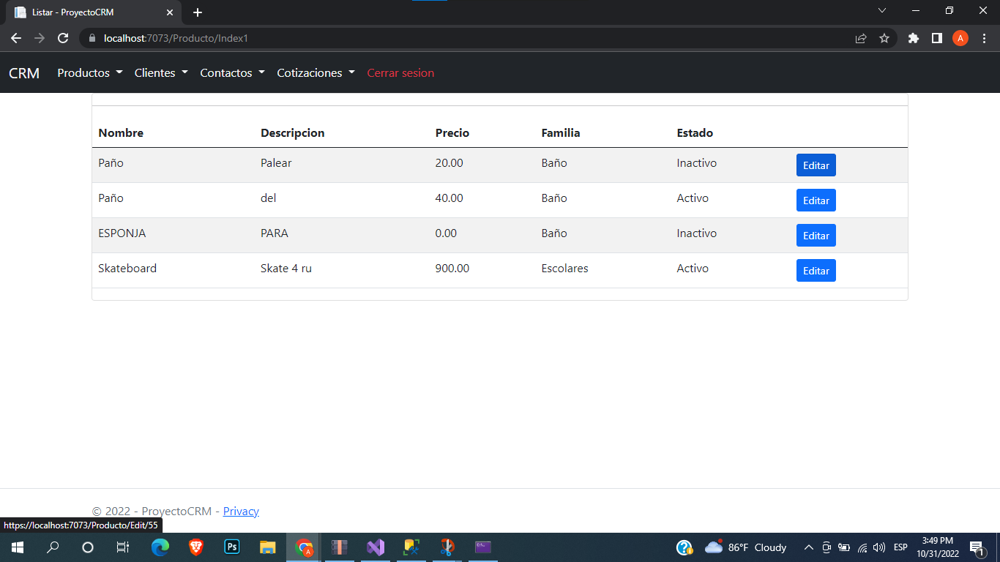 Listar - ProyectoCRM
localhost:7073/Producto/Index1
A
CRM Productos Clientes Contactos Cotizaciones Cerrar sesion
Nombre Descripcion Precio Familia Estado
Paño Palear 20.00 Baño Inactivo Editar
Paño del 40.00 Baño Activo Editar
ESPONJA PARA 0.00 Baño Inactivo Editar
Skateboard Skate 4 ru 900.00 Escolares Activo Editar
© 2022 - ProyectoCRM - Privacy
https://localhost:7073/Producto/Edit/55
Ps
A
86°F Cloudy
ESP
3:49 PM
10/31/2022
1